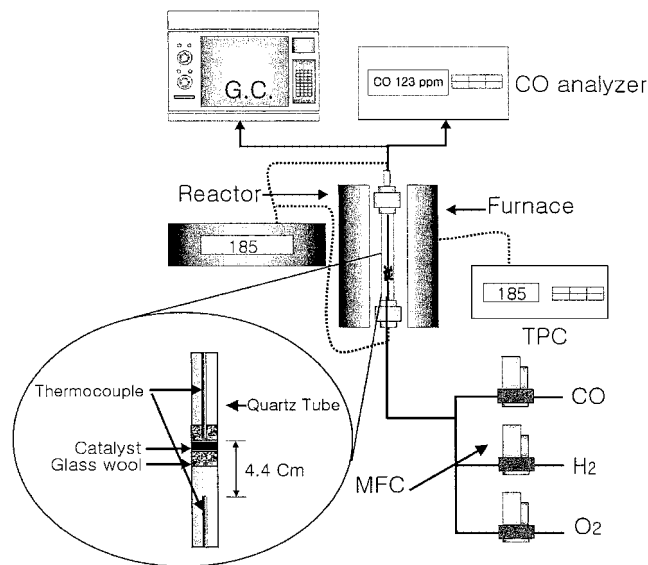 G.C.
CO 123 ppm
CO analyzer
Reactor
Furnace
185
185
TPC
Thermocouple
Quartz Tube
Catalyst
Glass wool
4.4 Cm
CO
MFC
H2
O2